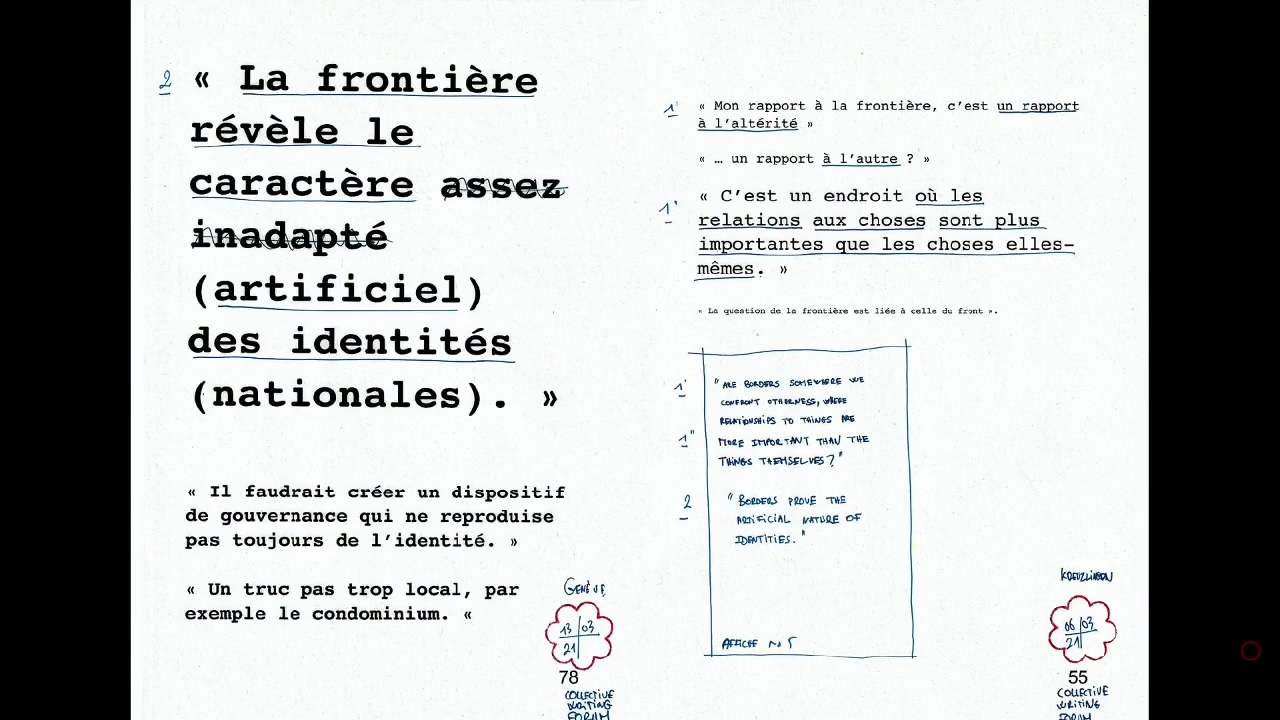 2
« La frontière
révèle le
caractère assez
inadapté
(artificiel)
des identités
(nationales). »
« Il faudrait créer un dispositif
de gouvernance qui ne reproduise
pas toujours de l’identité. »
« Un truc pas trop local, par
exemple le condominium. «
GENÈVE
13 03
21
78
COLLECTIVE
WRITING
FORUM
1'
« Mon rapport à la frontière, c’est un rapport
à l’altérité »
« … un rapport à l’autre ? »
1"
« C’est un endroit où les
relations aux choses sont plus
importantes que les choses elles-
mêmes. »
« La question de la frontière est liée à celle du front ».
1'
"ARE BORDERS SOMEWHERE WE
CONFRONT OTHERNESS, WHERE
RELATIONSHIPS TO THINGS ARE
1"
MORE IMPORTANT THAN THE
THINGS THEMSELVES?"
2
"BORDERS PROVE THE
ARTIFICIAL NATURE OF
IDENTITIES."
AFFICHE No 5
KREUZLINGEN
06 03
21
55
COLLECTIVE
WRITING
FORUM